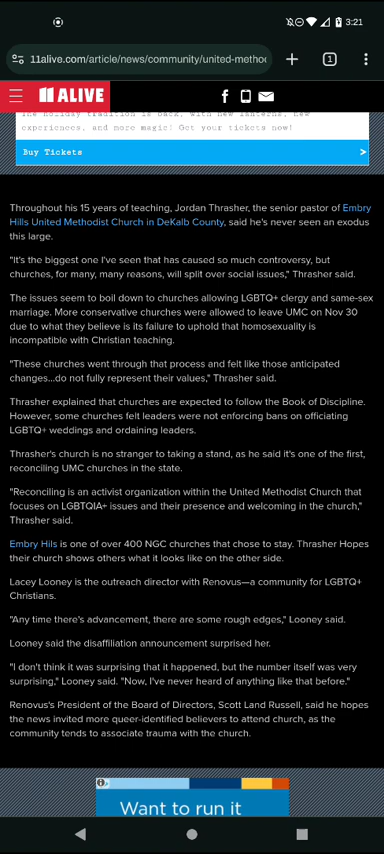 3:21
11alive.com/article/news/community/united-method
1
11 ALIVE
The holiday tradition is back, with new lanterns, new
experiences, and more magic! Get your tickets now!
Buy Tickets >
Throughout his 15 years of teaching, Jordan Thrasher, the senior pastor of Embry
Hills United Methodist Church in DeKalb County, said he's never seen an exodus
this large.
"It's the biggest one I've seen that has caused so much controversy, but
churches, for many, many reasons, will split over social issues," Thrasher said.
The issues seem to boil down to churches allowing LGBTQ+ clergy and same-sex
marriage. More conservative churches were allowed to leave UMC on Nov 30
due to what they believe is its failure to uphold that homosexuality is
incompatible with Christian teaching.
"These churches went through that process and felt like those anticipated
changes...do not fully represent their values," Thrasher said.
Thrasher explained that churches are expected to follow the Book of Discipline.
However, some churches felt leaders were not enforcing bans on officiating
LGBTQ+ weddings and ordaining leaders.
Thrasher's church is no stranger to taking a stand, as he said it's one of the first,
reconciling UMC churches in the state.
"Reconciling is an activist organization within the United Methodist Church that
focuses on LGBTQIA+ issues and their presence and welcoming in the church,"
Thrasher said.
Embry Hils is one of over 400 NGC churches that chose to stay. Thrasher Hopes
their church shows others what it looks like on the other side.
Lacey Looney is the outreach director with Renovus—a community for LGBTQ+
Christians.
"Any time there's advancement, there are some rough edges," Looney said.
Looney said the disaffiliation announcement surprised her.
"I don't think it was surprising that it happened, but the number itself was very
surprising," Looney said. "Now, I've never heard of anything like that before."
Renovus's President of the Board of Directors, Scott Land Russell, said he hopes
the news invited more queer-identified believers to attend church, as the
community tends to associate trauma with the church.
Want to run it